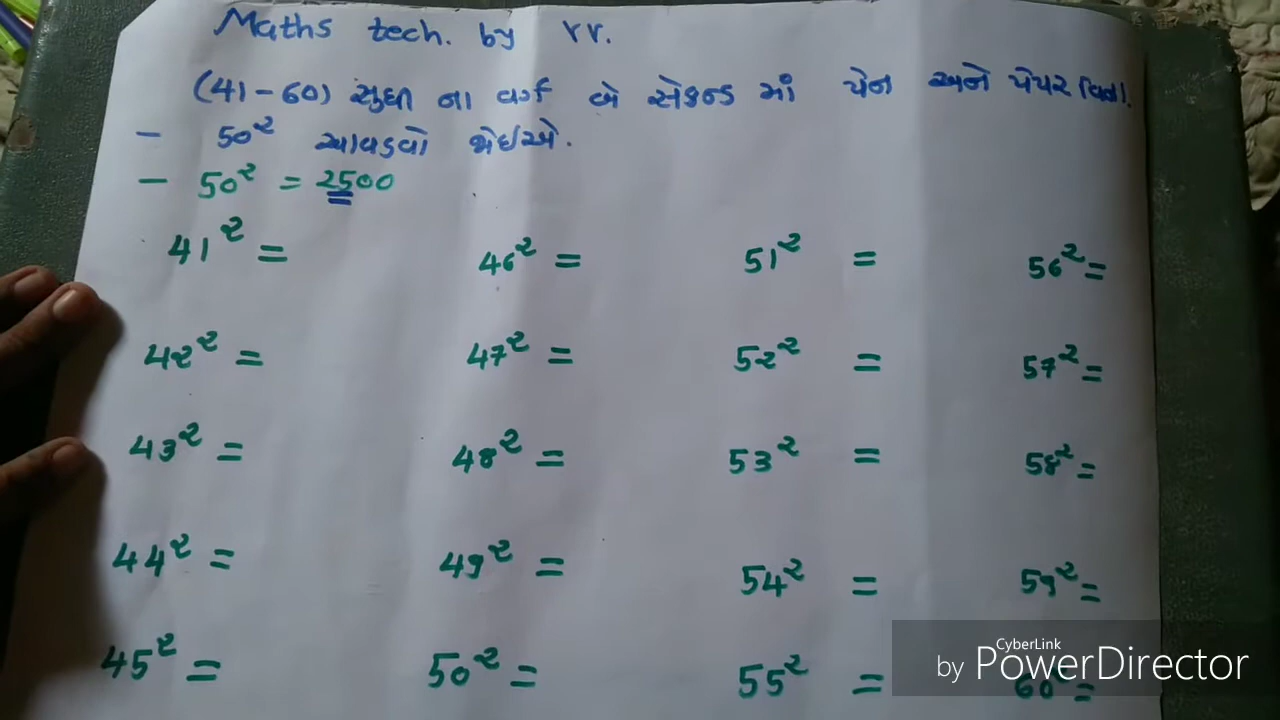 Maths tech. by rr.
(41-60) સુધી ના વર્ગ બે સેકન્ડ માં પેન અને પેપર વિના.
- 50² આવડવો જોઇએ.
- 50² = 2500
41² = 46² = 51² = 56² =
42² = 47² = 52² = 57² =
43² = 48² = 53² = 58² =
44² = 49² = 54² = 59² =
45² = 50² = 55² = 60² =
CyberLink
by PowerDirector